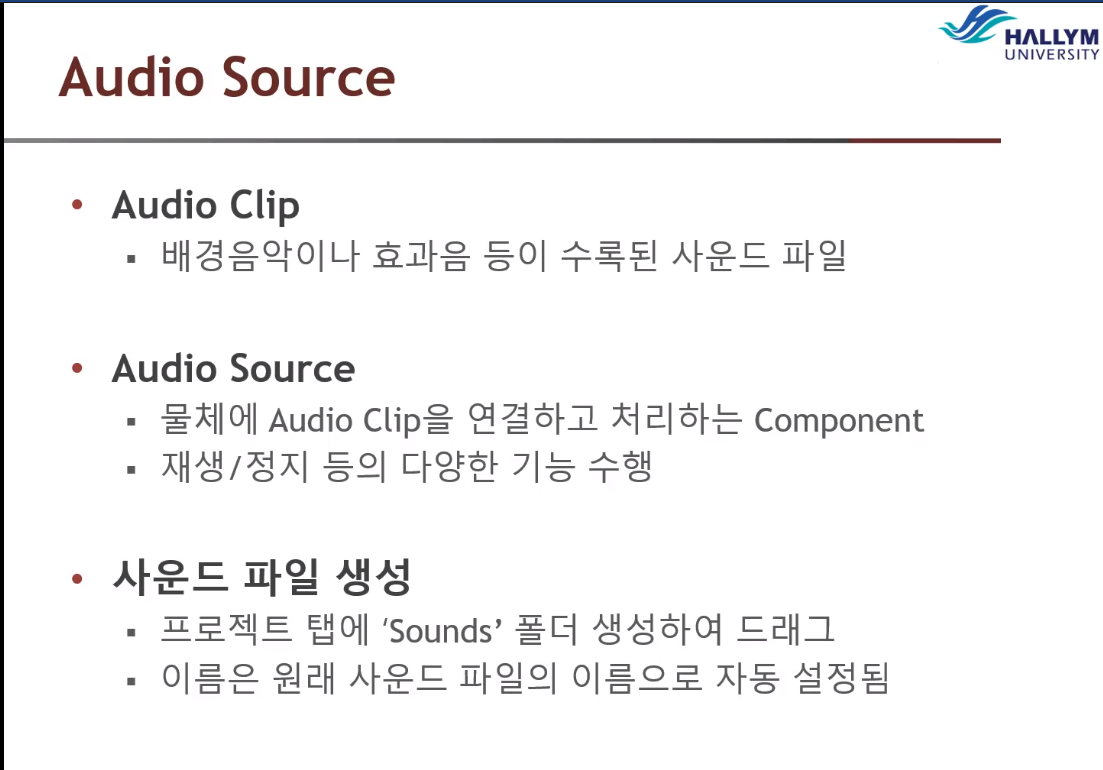 HALLYM
UNIVERSITY
Audio Source
• Audio Clip
▪ 배경음악이나 효과음 등이 수록된 사운드 파일
• Audio Source
▪ 물체에 Audio Clip을 연결하고 처리하는 Component
▪ 재생/정지 등의 다양한 기능 수행
• 사운드 파일 생성
▪ 프로젝트 탭에 ‘Sounds’ 폴더 생성하여 드래그
▪ 이름은 원래 사운드 파일의 이름으로 자동 설정됨